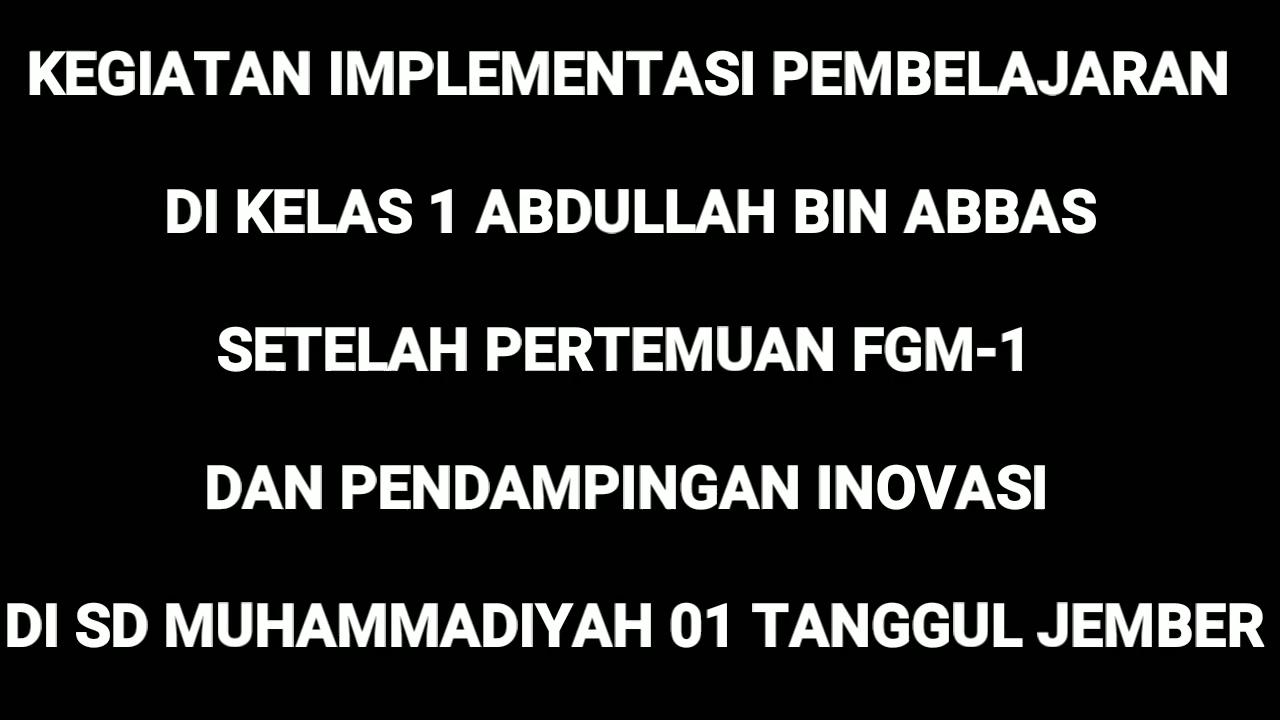 KEGIATAN IMPLEMENTASI PEMBELAJARAN
DI KELAS 1 ABDULLAH BIN ABBAS
SETELAH PERTEMUAN FGM-1
DAN PENDAMPINGAN INOVASI
DI SD MUHAMMADIYAH 01 TANGGUL JEMBER